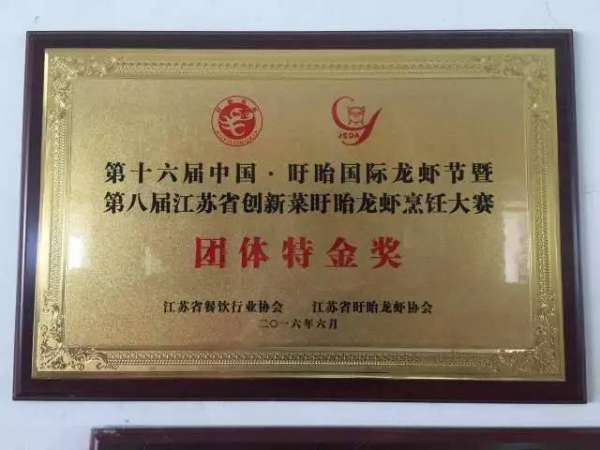 JSDA
第十六届中国·盱眙国际龙虾节暨
第八届江苏省创新菜盱眙龙虾烹饪大赛
团体特金奖
江苏省餐饮行业协会 江苏省盱眙龙虾协会
二〇一六年六月